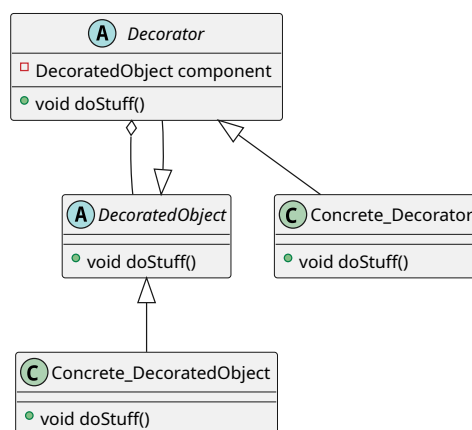 A Decorator
DecoratedObject component
void doStuff()
A DecoratedObject
C Concrete_Decorator
void doStuff()
void doStuff()
C Concrete_DecoratedObject
void doStuff()